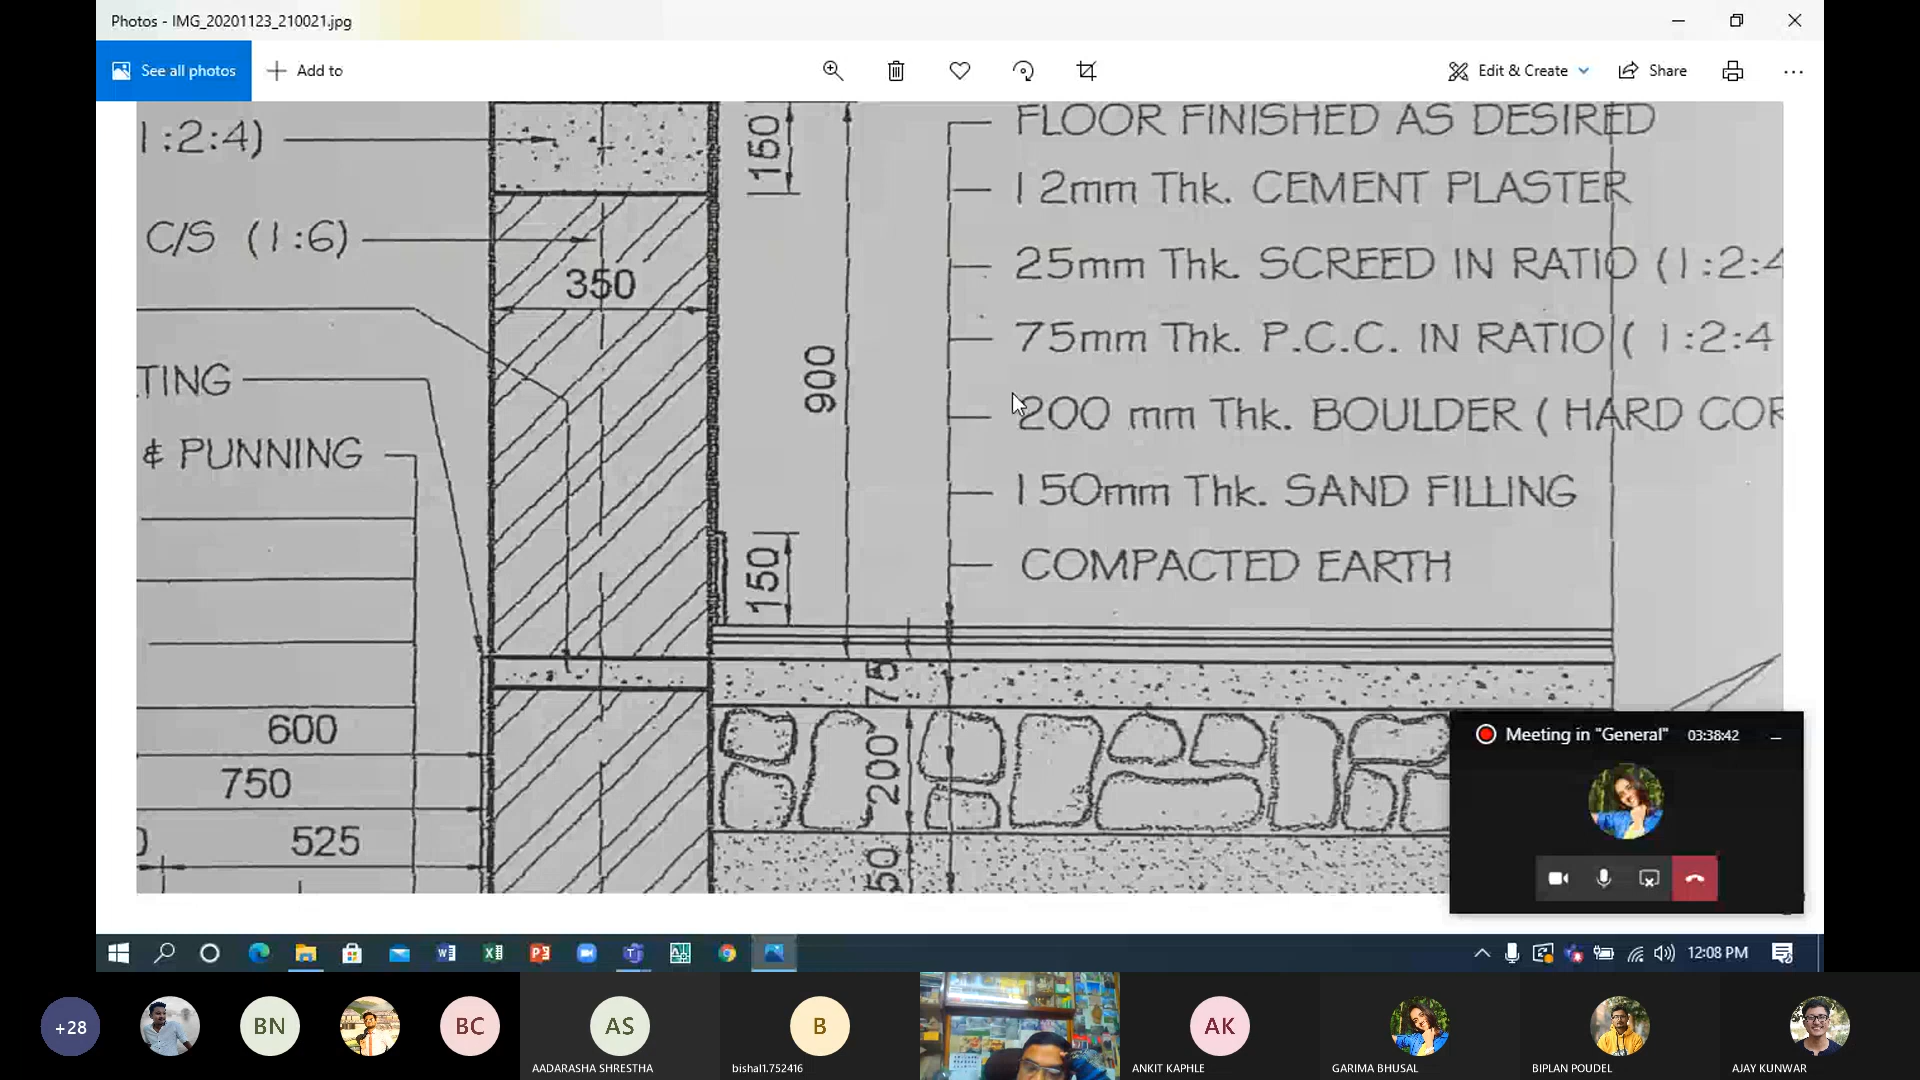 Photos - IMG_20201123_210021.jpg
See all photos
Add to
Edit & Create
Share
1:2:4)
C/S (1:6)
TING
& PUNNING
600
750
525
350
150
900
150
75
200
50
FLOOR FINISHED AS DESIRED
12mm Thk. CEMENT PLASTER
25mm Thk. SCREED IN RATIO (1:2:4
75mm Thk. P.C.C. IN RATIO ( 1:2:4
200 mm Thk. BOULDER ( HARD COR
150mm Thk. SAND FILLING
COMPACTED EARTH
Meeting in "General" 03:38:42
12:08 PM
+28
BN
BC
AS
AADARASHA SHRESTHA
B
bishal1.752416
AK
ANKIT KAPHLE
GARIMA BHUSAL
BIPLAN POUDEL
AJAY KUNWAR